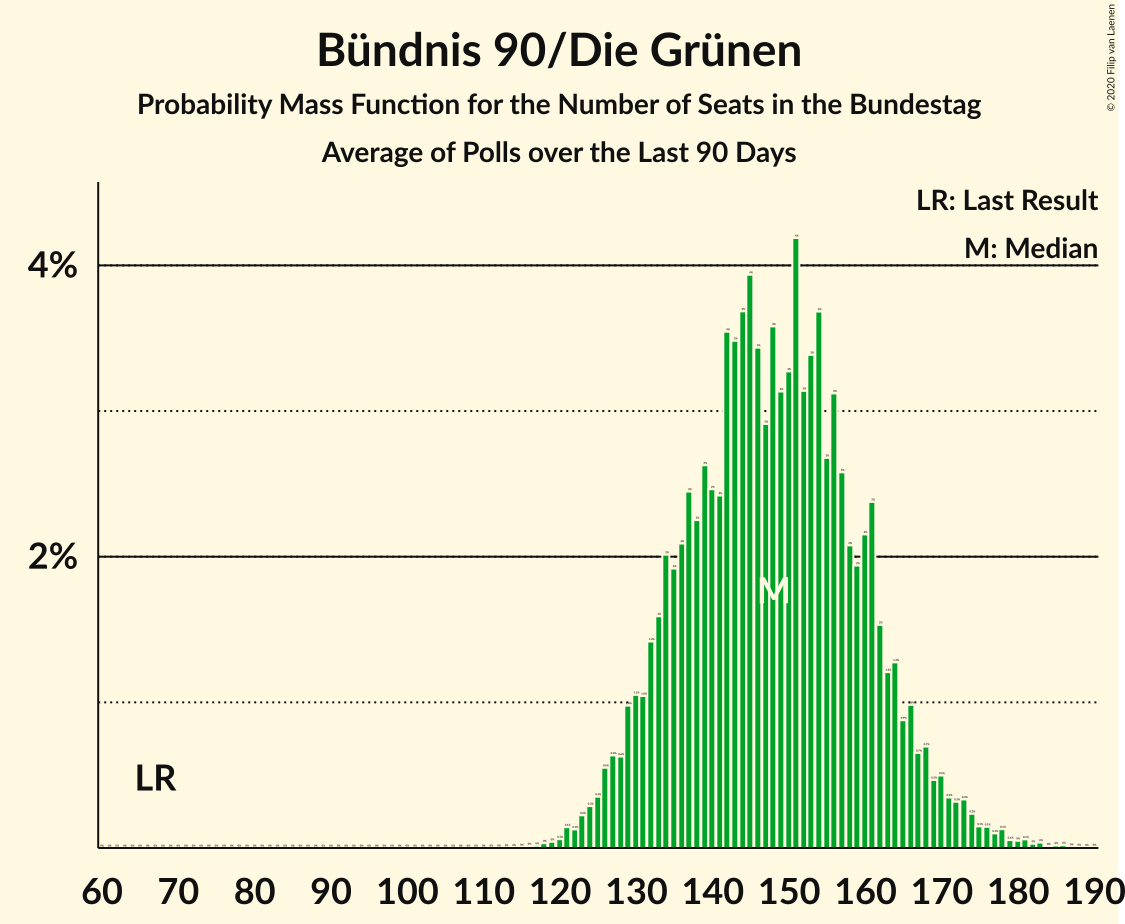 Bündnis 90/Die Grünen
Probability Mass Function for the Number of Seats in the Bundestag
Average of Polls over the Last 90 Days
© 2020 Filip van Laenen
LR: Last Result
M: Median
4%
2%
M
LR
60 70 80 90 100 110 120 130 140 150 160 170 180 190